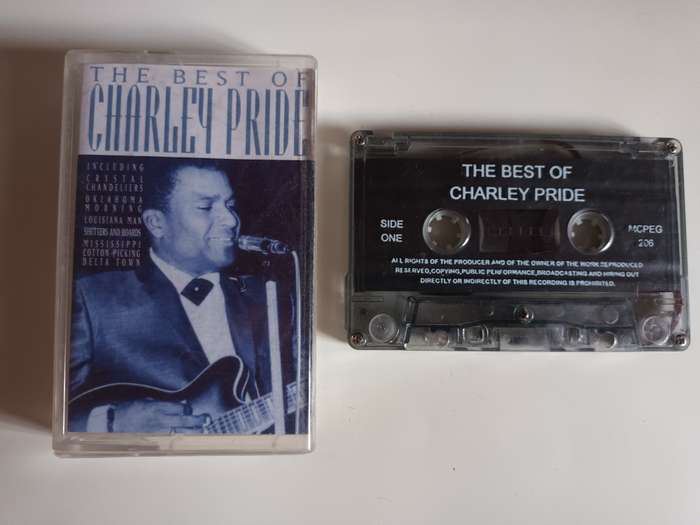 THE BEST OF
CHARLEY PRIDE
INCLUDING
CRYSTAL
CHANDELIERS
OKLAHOMA
MORNING
LOUISIANA MAN
SHUTTERS AND BOARDS
MISSISSIPPI
COTTON PICKING
DELTA TOWN
THE BEST OF
CHARLEY PRIDE
SIDE
ONE
MCPEG
206
ALL RIGHTS OF THE PRODUCER AND OF THE OWNER OF THE WORK REPRODUCED
RESERVED,COPYING,PUBLIC PERFORMANCE,BROADCASTING AND HIRING OUT
DIRECTLY OR INDIRECTLY OF THIS RECORDING IS PROHIBITED.